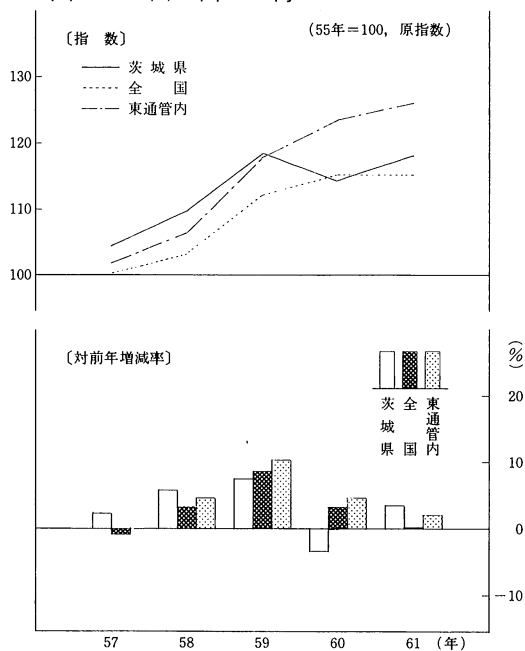 〔指 数〕
(55年＝100, 原指数)
茨 城 県
全 国
東通管内
130
120
110
100
〔対前年増減率〕
(%)
茨城県
全国
東通管内
20
10
0
－10
57 58 59 60 61 (年)